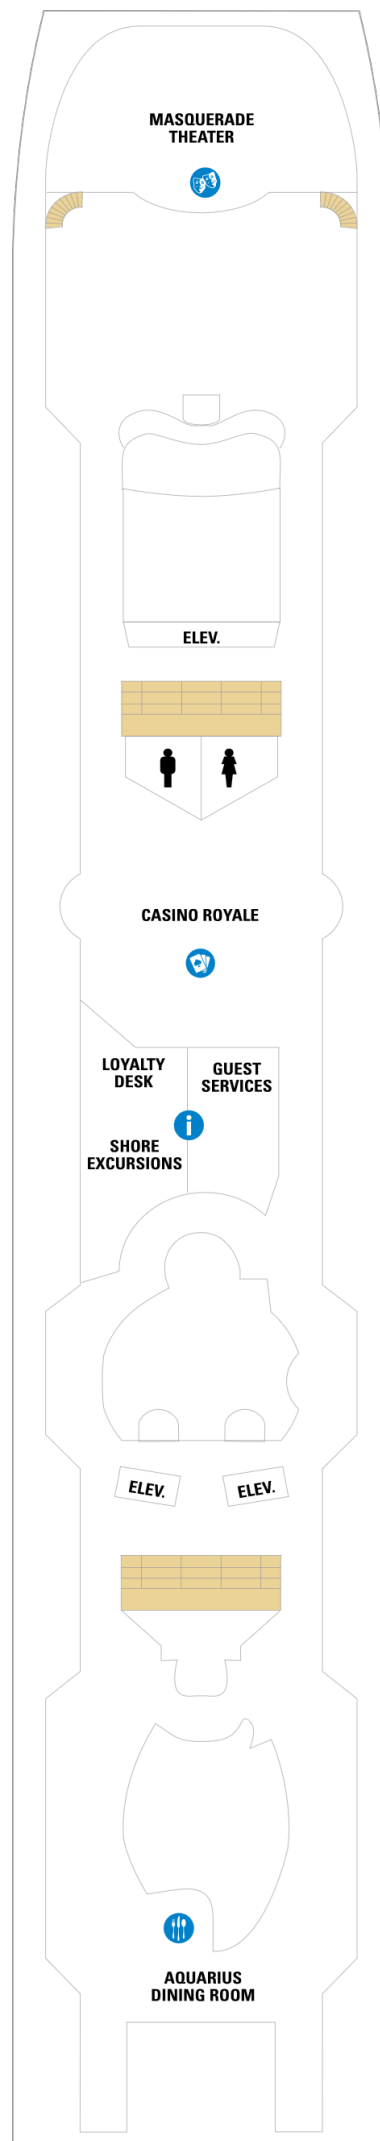 MASQUERADE
THEATER
ELEV.
CASINO ROYALE
LOYALTY
DESK
GUEST
SERVICES
i
SHORE
EXCURSIONS
ELEV.
ELEV.
AQUARIUS
DINING ROOM